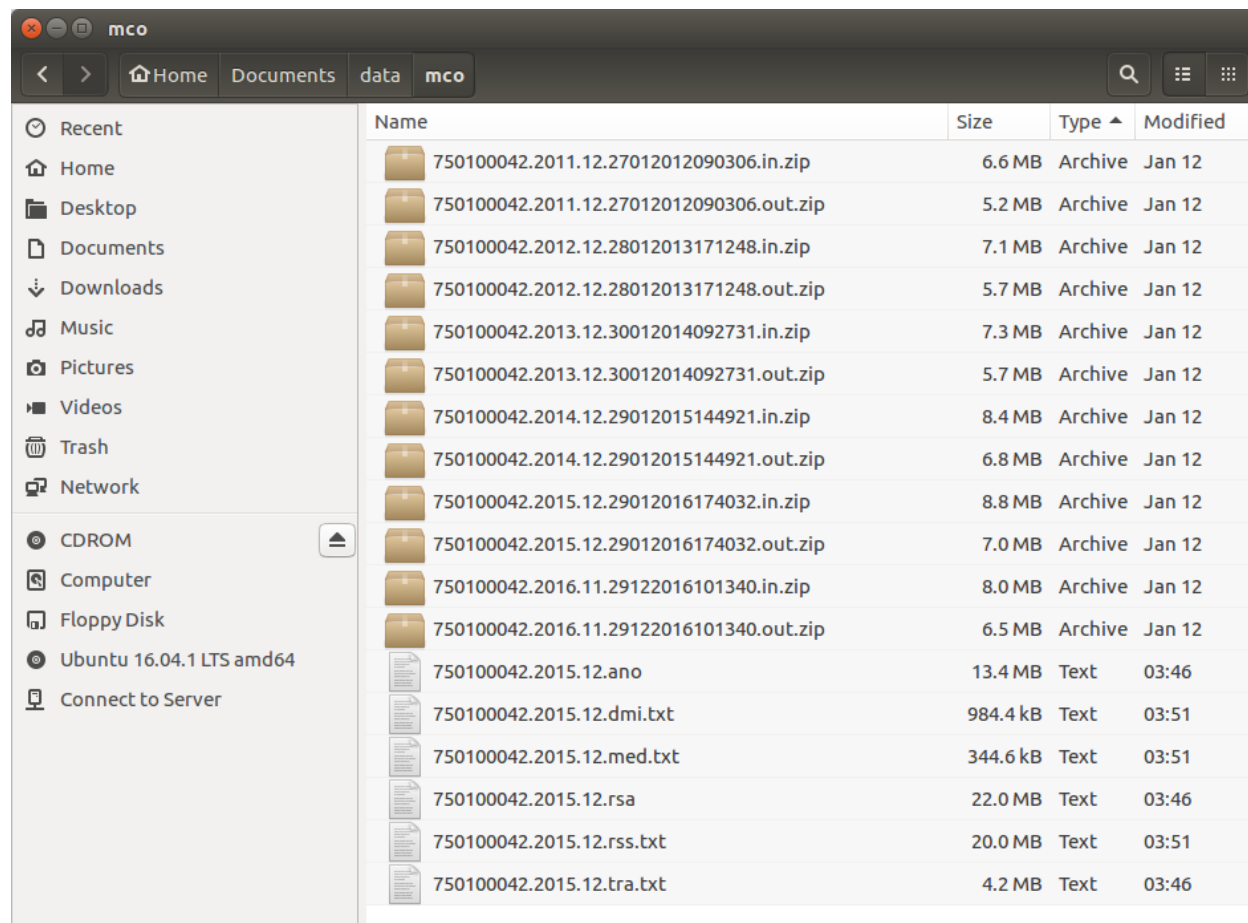 mco
Home Documents data mco
Recent
Home
Desktop
Documents
Downloads
Music
Pictures
Videos
Trash
Network
CDROM
Computer
Floppy Disk
Ubuntu 16.04.1 LTS amd64
Connect to Server
Name Size Type Modified
750100042.2011.12.27012012090306.in.zip 6.6 MB Archive Jan 12
750100042.2011.12.27012012090306.out.zip 5.2 MB Archive Jan 12
750100042.2012.12.28012013171248.in.zip 7.1 MB Archive Jan 12
750100042.2012.12.28012013171248.out.zip 5.7 MB Archive Jan 12
750100042.2013.12.30012014092731.in.zip 7.3 MB Archive Jan 12
750100042.2013.12.30012014092731.out.zip 5.7 MB Archive Jan 12
750100042.2014.12.29012015144921.in.zip 8.4 MB Archive Jan 12
750100042.2014.12.29012015144921.out.zip 6.8 MB Archive Jan 12
750100042.2015.12.29012016174032.in.zip 8.8 MB Archive Jan 12
750100042.2015.12.29012016174032.out.zip 7.0 MB Archive Jan 12
750100042.2016.11.29122016101340.in.zip 8.0 MB Archive Jan 12
750100042.2016.11.29122016101340.out.zip 6.5 MB Archive Jan 12
750100042.2015.12.ano 13.4 MB Text 03:46
750100042.2015.12.dmi.txt 984.4 kB Text 03:51
750100042.2015.12.med.txt 344.6 kB Text 03:51
750100042.2015.12.rsa 22.0 MB Text 03:46
750100042.2015.12.rss.txt 20.0 MB Text 03:51
750100042.2015.12.tra.txt 4.2 MB Text 03:46